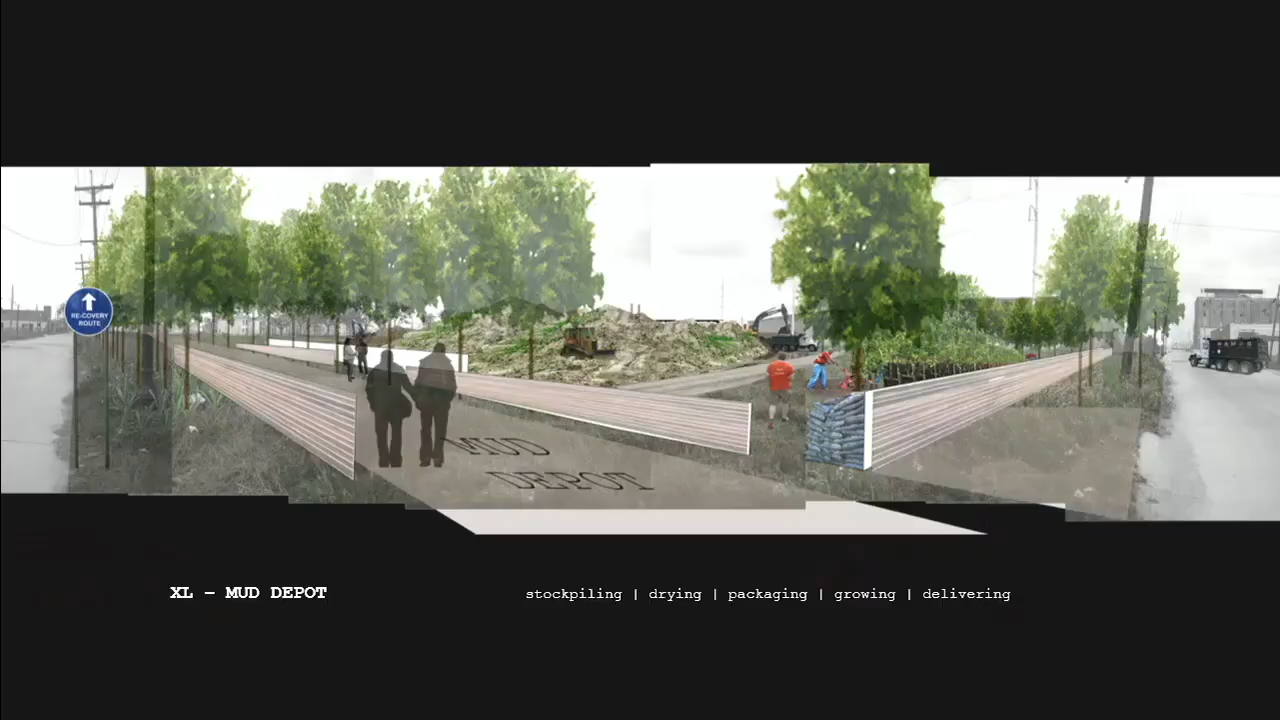 RE-COVERY
ROUTE
MUD
DEPOT
XL – MUD DEPOT
stockpiling | drying | packaging | growing | delivering